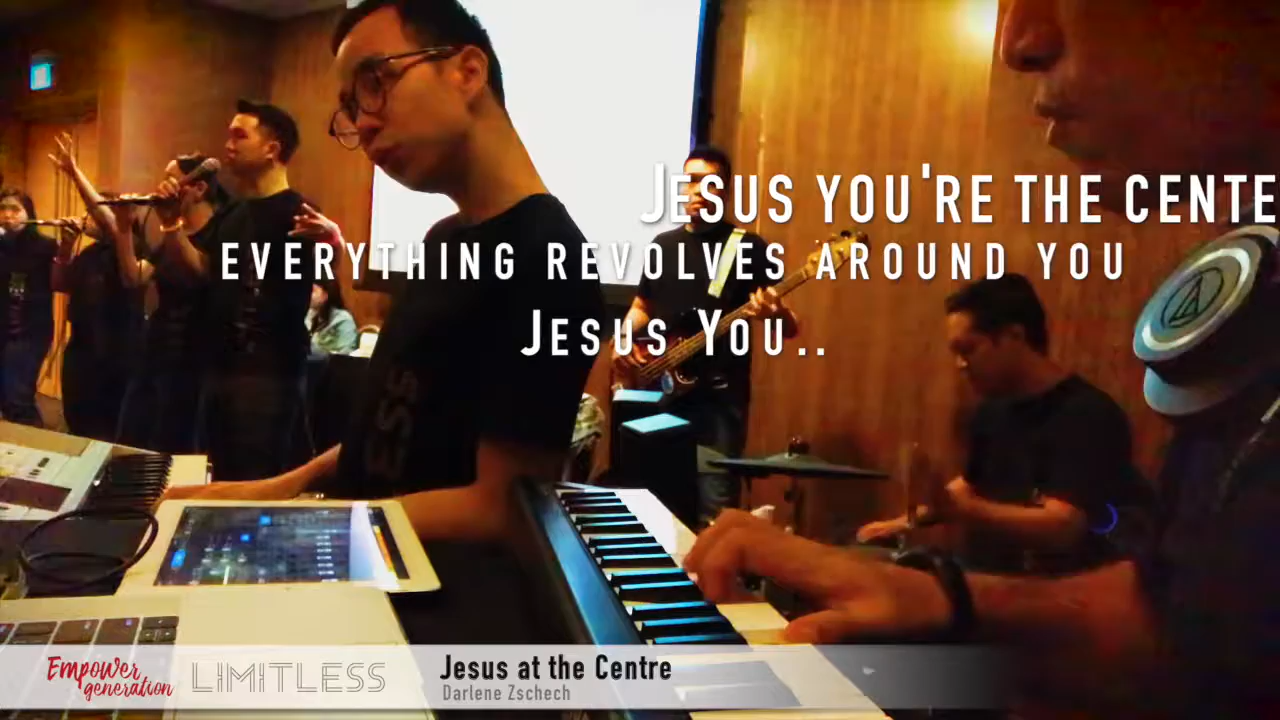 Jesus you're the cente
everything revolves around you
Jesus You..
ESS
Empower
generation
LIMITLESS
Jesus at the Centre
Darlene Zschech